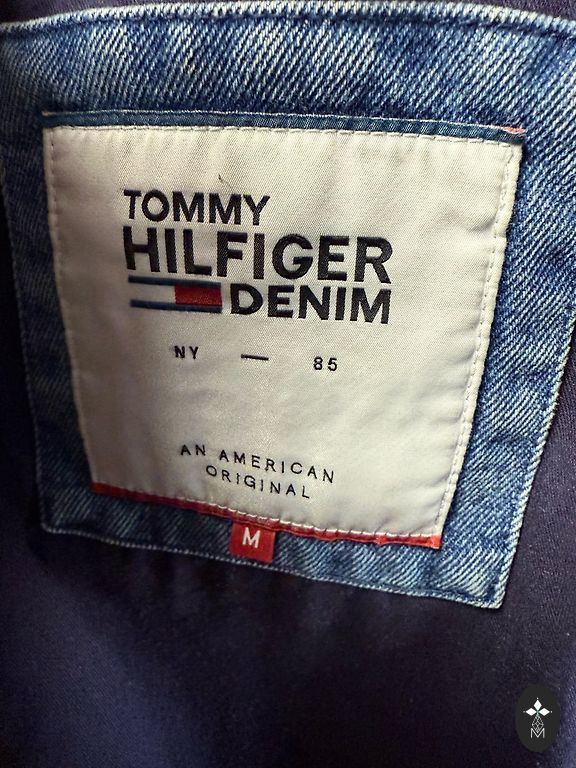 TOMMY
HILFIGER
DENIM
NY — 85
AN AMERICAN
ORIGINAL
M
M